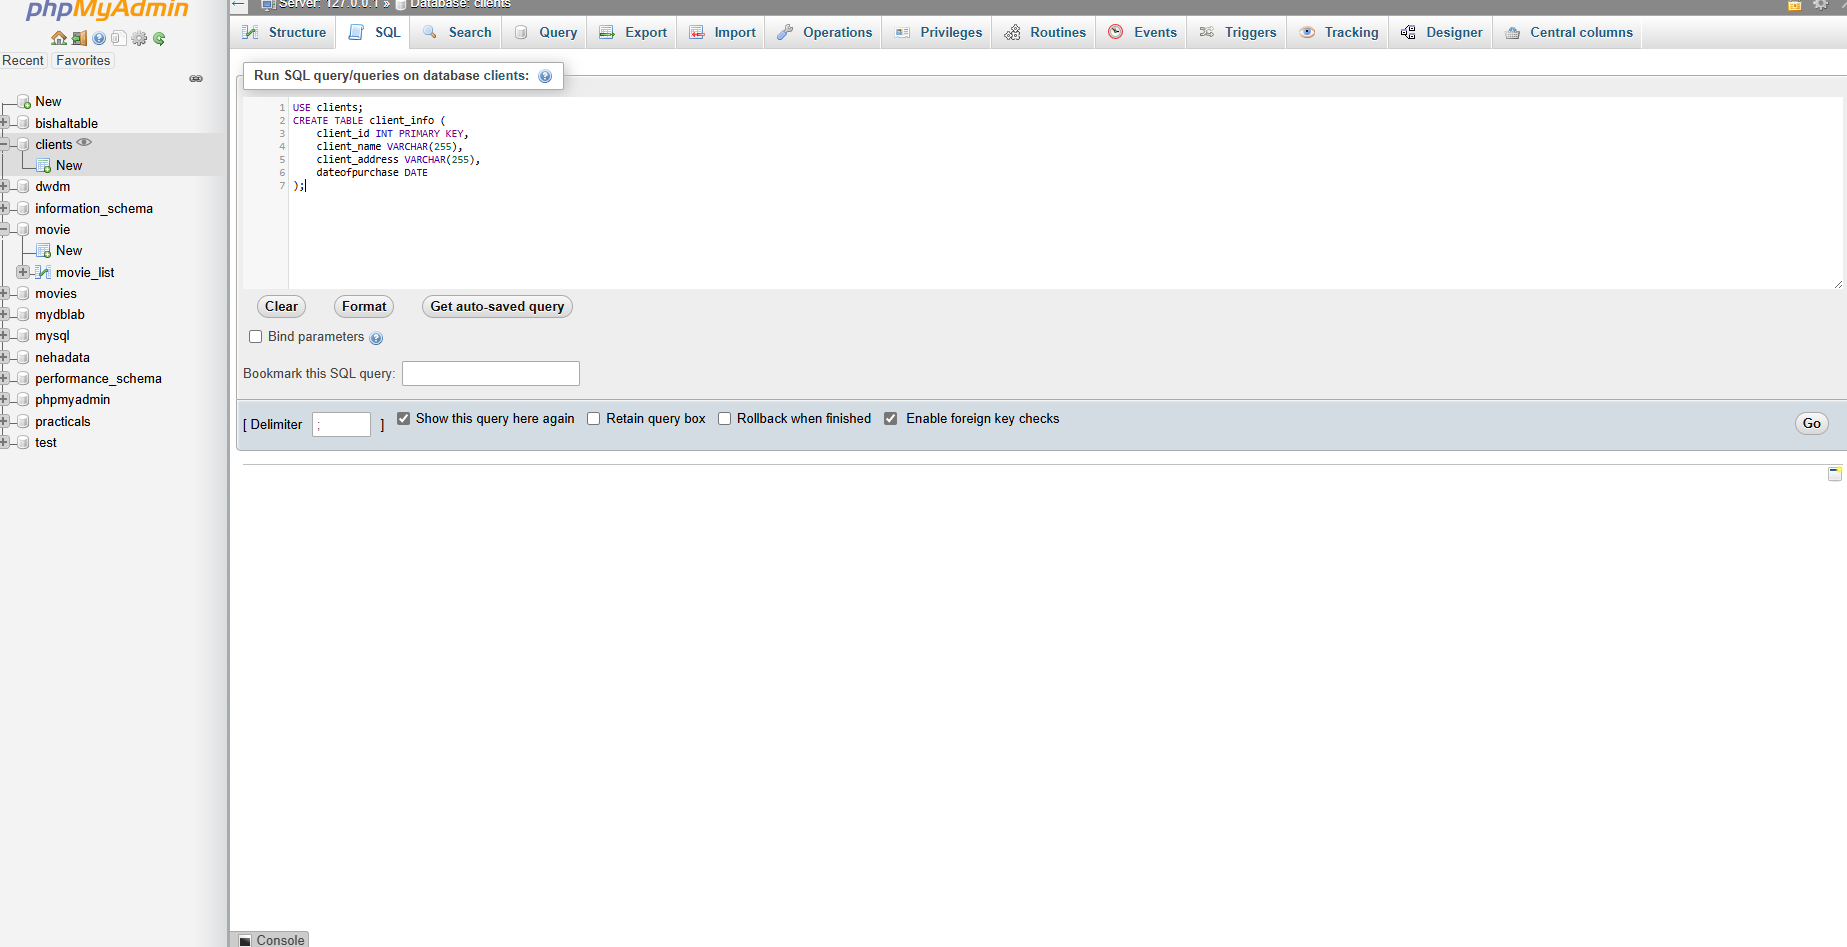 phpMyAdmin
Recent Favorites
New
bishaltable
clients
New
dwdm
information_schema
movie
New
movie_list
movies
mydblab
mysql
nehadata
performance_schema
phpmyadmin
practicals
test
Server: 127.0.0.1 » Database: clients
Structure SQL Search Query Export Import Operations Privileges Routines Events Triggers Tracking Designer Central columns
Run SQL query/queries on database clients:
1 USE clients;
2 CREATE TABLE client_info (
3 client_id INT PRIMARY KEY,
4 client_name VARCHAR(255),
5 client_address VARCHAR(255),
6 dateofpurchase DATE
7 );
Clear Format Get auto-saved query
Bind parameters
Bookmark this SQL query:
[ Delimiter ; ] Show this query here again Retain query box Rollback when finished Enable foreign key checks Go
Console